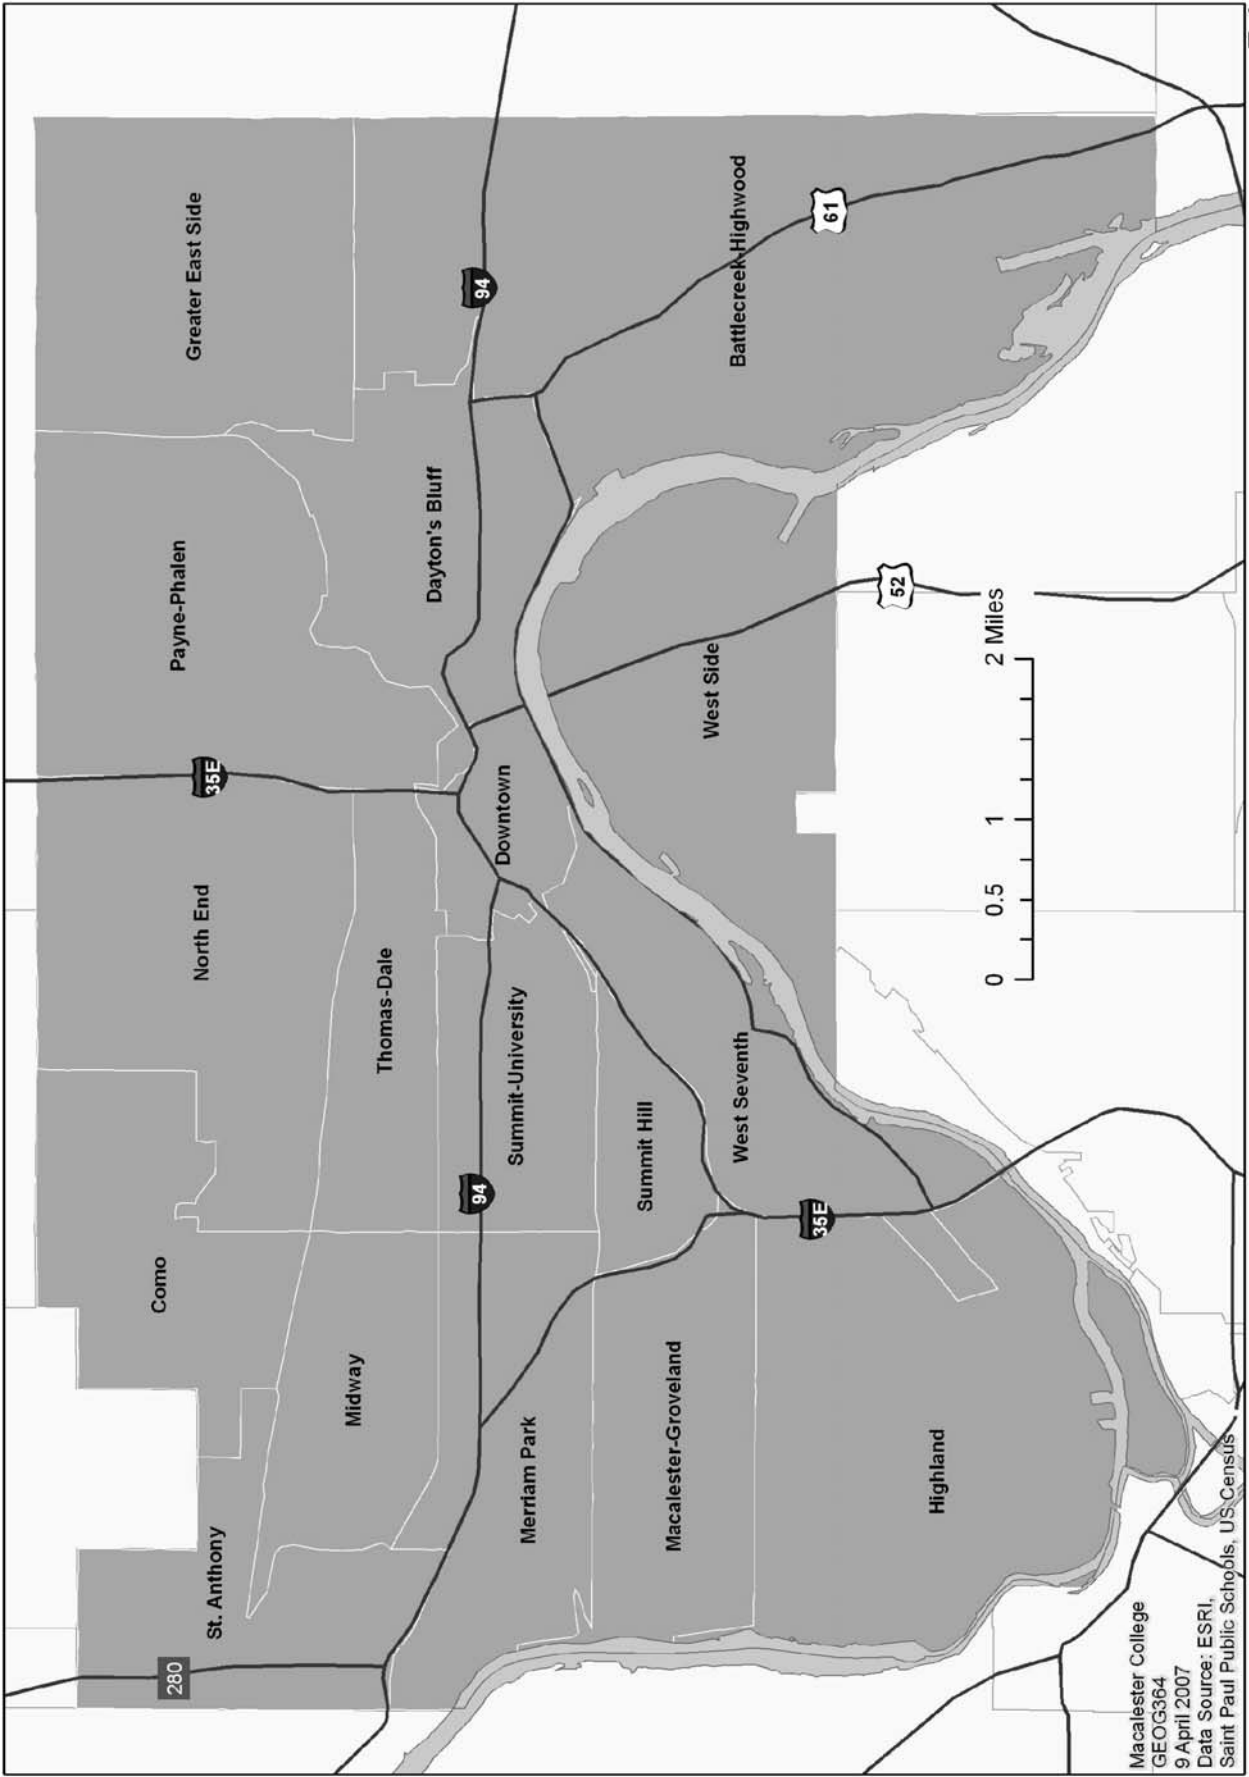 Greater East Side
Payne-Phalen
35E
North End
Como
St. Anthony
280
Midway
Thomas-Dale
Dayton's Bluff
94
Battlecreek-Highwood
61
Downtown
Summit-University
94
Merriam Park
Summit Hill
Macalester-Groveland
West Side
West Seventh
35E
52
Highland
0 0.5 1 2 Miles
Macalester College
GEOG364
9 April 2007
Data Source: ESRI,
Saint Paul Public Schools, US Census